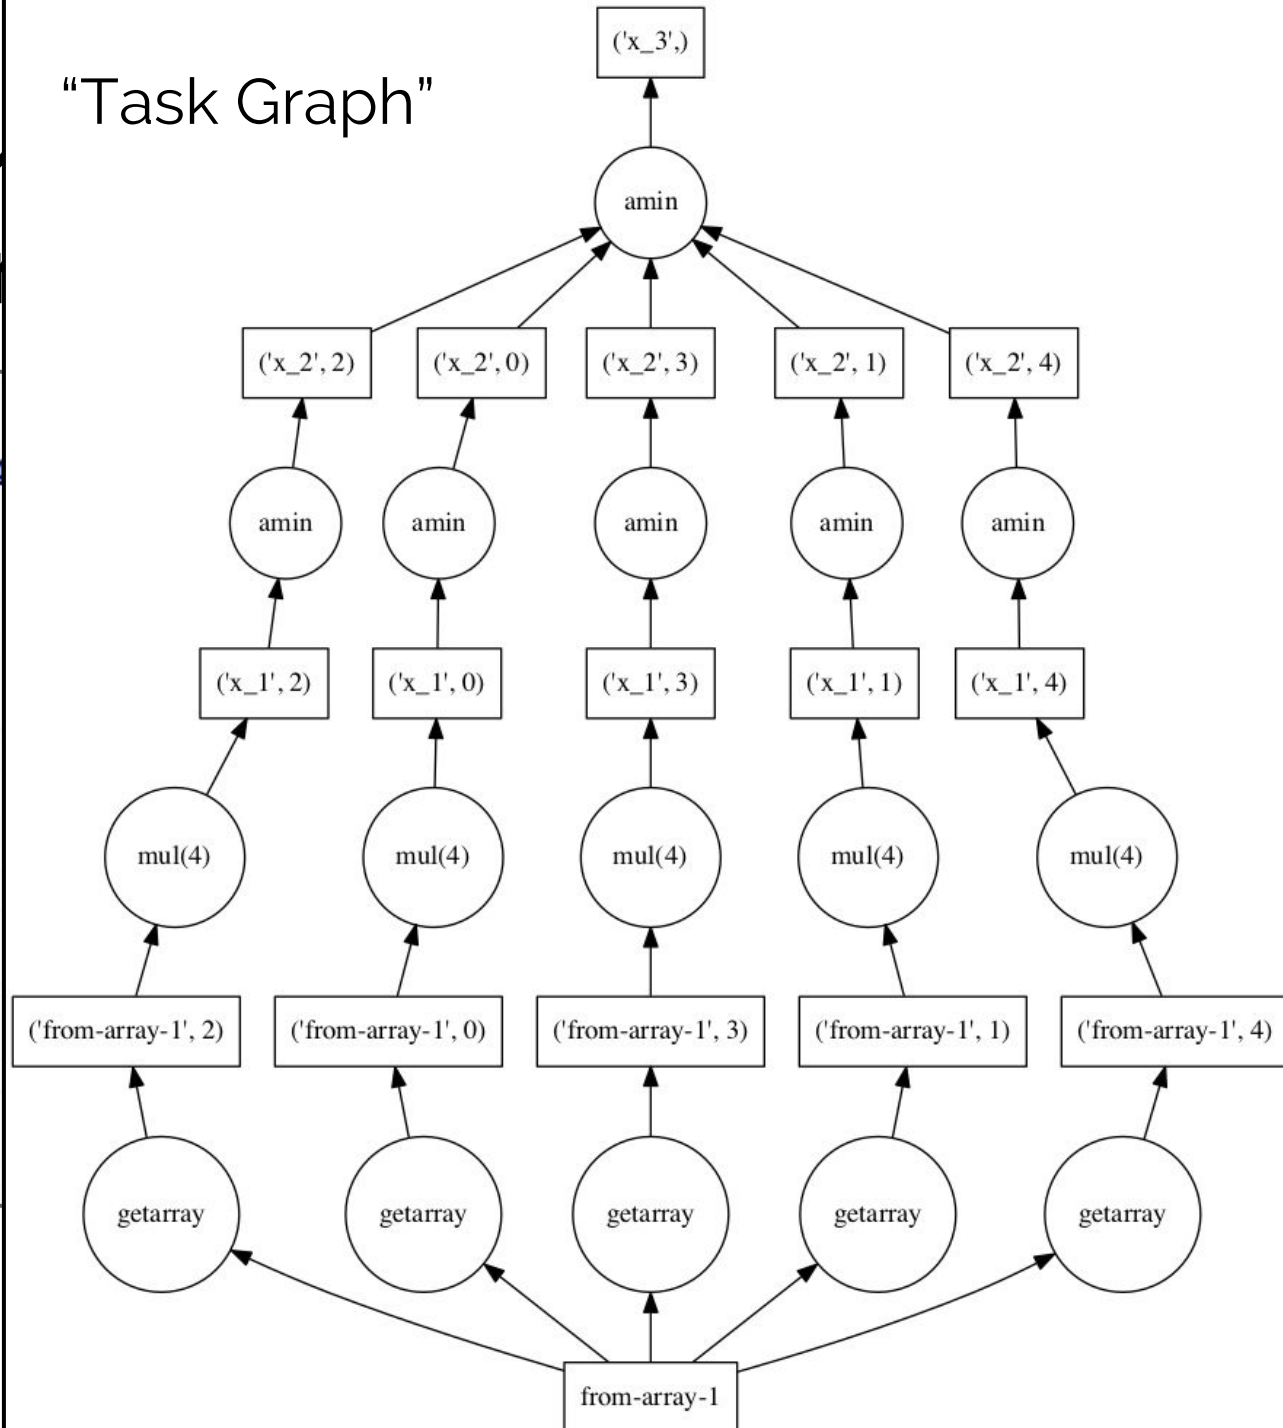 ('x_3',)
“Task Graph”
amin
('x_2', 2) ('x_2', 0) ('x_2', 3) ('x_2', 1) ('x_2', 4)
amin amin amin amin amin
('x_1', 2) ('x_1', 0) ('x_1', 3) ('x_1', 1) ('x_1', 4)
mul(4) mul(4) mul(4) mul(4) mul(4)
('from-array-1', 2) ('from-array-1', 0) ('from-array-1', 3) ('from-array-1', 1) ('from-array-1', 4)
getarray getarray getarray getarray getarray
from-array-1